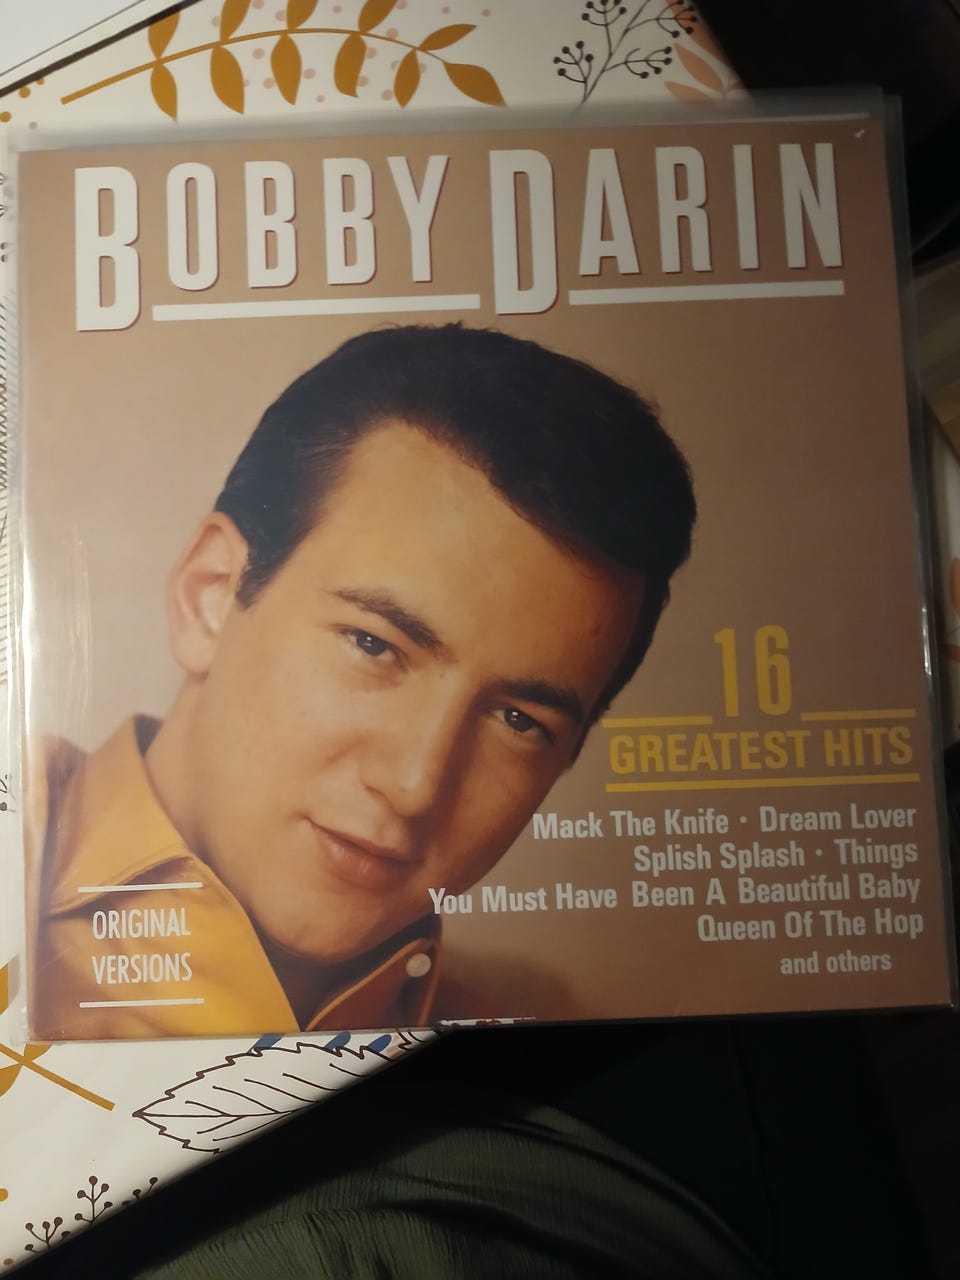 BOBBY DARIN
16
GREATEST HITS
Mack The Knife • Dream Lover
Splish Splash • Things
You Must Have Been A Beautiful Baby
Queen Of The Hop
and others
ORIGINAL
VERSIONS